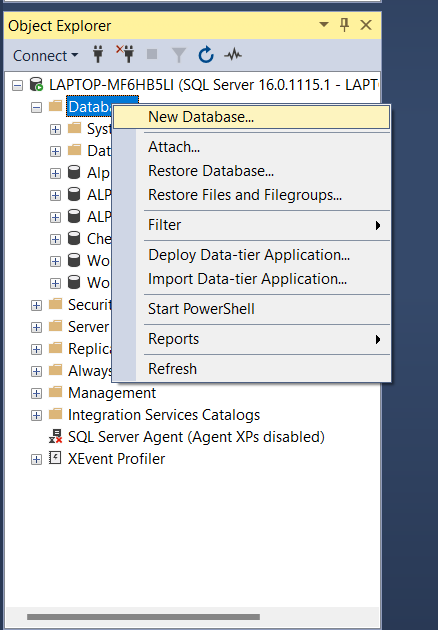 Object Explorer
Connect
LAPTOP-MF6HB5LI (SQL Server 16.0.1115.1 - LAPT
Datab
New Database...
Syst
Attach...
Dat
Restore Database...
Alp
Restore Files and Filegroups...
ALP
ALP
Filter
Che
Wo
Deploy Data-tier Application...
Wo
Import Data-tier Application...
Securit
Start PowerShell
Server
Reports
Replica
Always
Refresh
Management
Integration Services Catalogs
SQL Server Agent (Agent XPs disabled)
XEvent Profiler